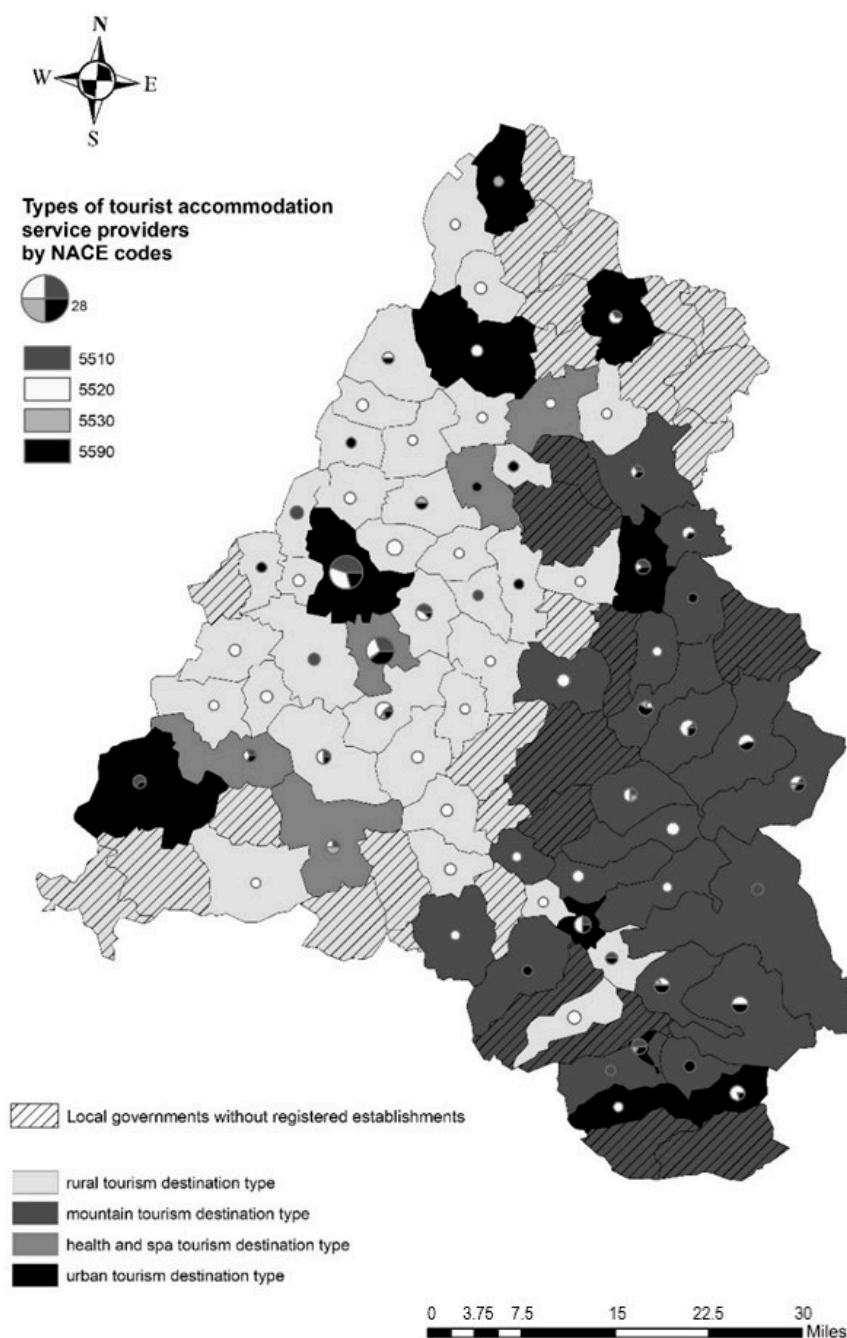 N
W E
S
Types of tourist accommodation
service providers
by NACE codes
28
5510
5520
5530
5590
Local governments without registered establishments
rural tourism destination type
mountain tourism destination type
health and spa tourism destination type
urban tourism destination type
0 3.75 7.5 15 22.5 30
Miles